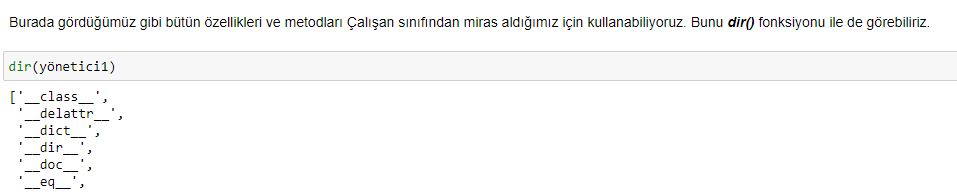 Burada gördüğümüz gibi bütün özellikleri ve metodları Çalışan sınıfından miras aldığımız için kullanabiliyoruz. Bunu dir() fonksiyonu ile de görebiliriz.
dir(yönetici1)
['__class__',
'__delattr__',
'__dict__',
'__dir__',
'__doc__',
'__eq__',